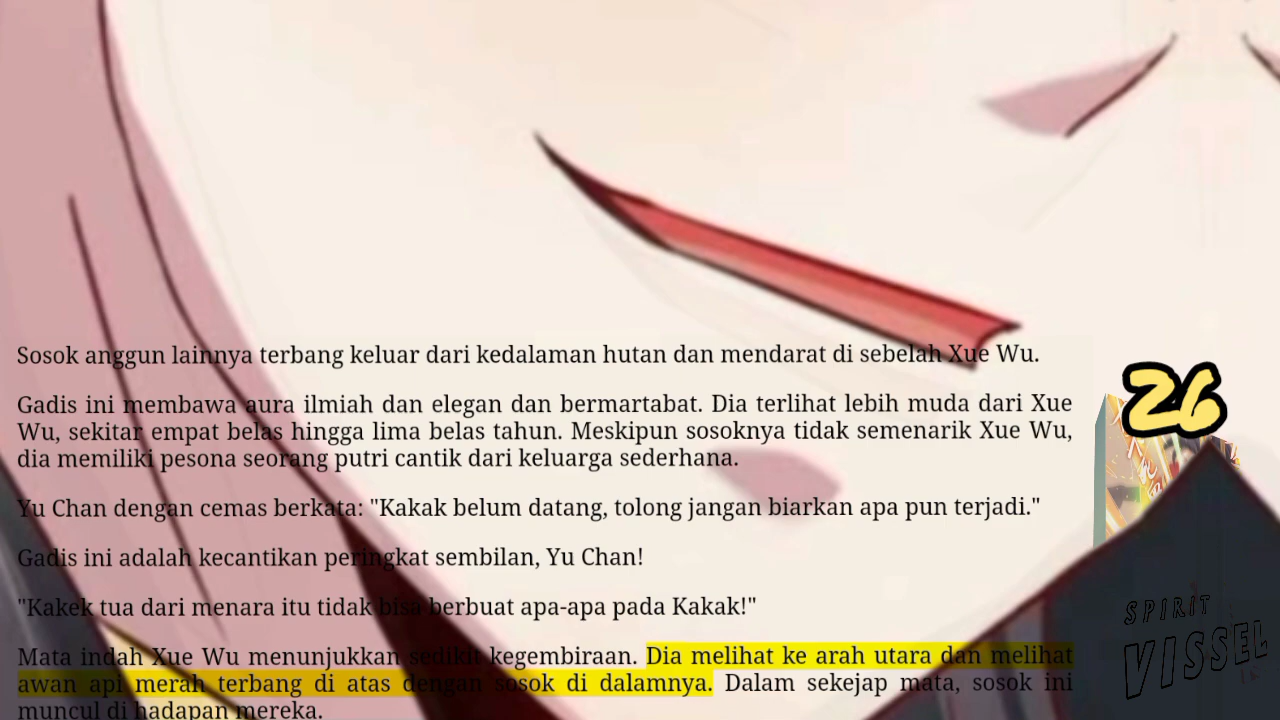 Sosok anggun lainnya terbang keluar dari kedalaman hutan dan mendarat di sebelah Xue Wu.
Gadis ini membawa aura ilmiah dan elegan dan bermartabat. Dia terlihat lebih muda dari Xue
Wu, sekitar empat belas hingga lima belas tahun. Meskipun sosoknya tidak semenarik Xue Wu,
dia memiliki pesona seorang putri cantik dari keluarga sederhana.
Yu Chan dengan cemas berkata: "Kakak belum datang, tolong jangan biarkan apa pun terjadi."
Gadis ini adalah kecantikan peringkat sembilan, Yu Chan!
"Kakek tua dari menara itu tidak bisa berbuat apa-apa pada Kakak!"
Mata indah Xue Wu menunjukkan sedikit kegembiraan. Dia melihat ke arah utara dan melihat
awan api merah terbang di atas dengan sosok di dalamnya. Dalam sekejap mata, sosok ini
muncul di hadapan mereka.
26
SPIRIT
VISSEL